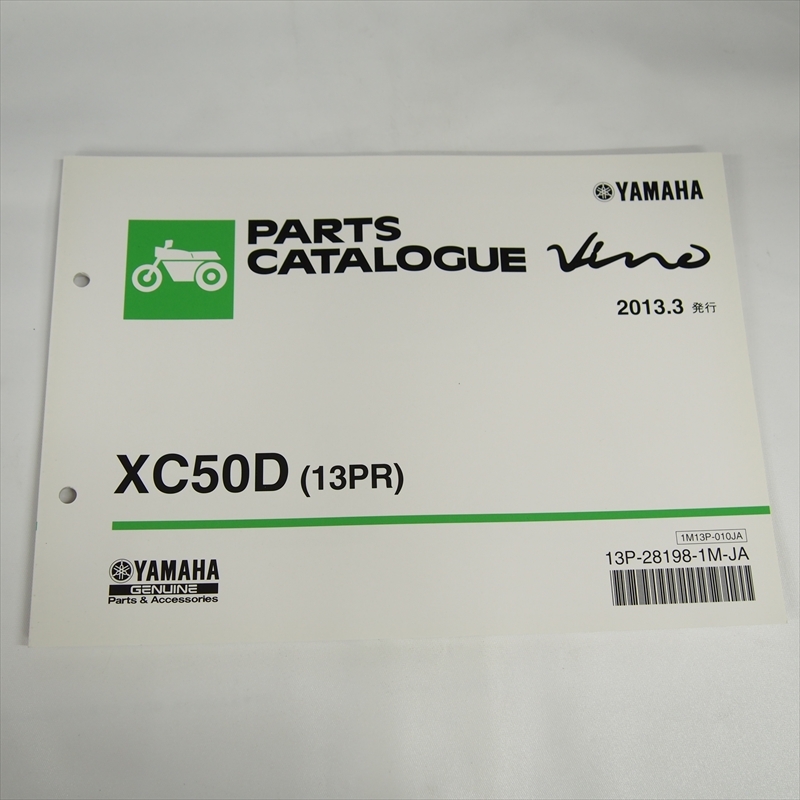 YAMAHA
PARTS
CATALOGUE Vino
2013.3 発行
XC50D (13PR)
1M13P-010JA
13P-28198-1M-JA
YAMAHA
GENUINE
Parts & Accessories